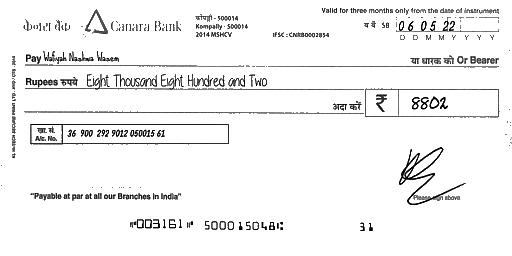 केनरा बैंक Canara Bank
कोंपल्ली - 500014
Kompally - 500014
2014 MSHCV
IFSC : CNRB0002854
Valid for three months only from the date of instrument
SB 06 05 22
D D M M Y Y Y Y
Pay Wafiyah Nashwa Waseem या धारक को Or Bearer
Rupees रुपये Eight Thousand Eight Hundred and Two
अदा करें ₹ 8802
खा. सं.
A/c. No. 36 900 292 9012 050015 61
Please sign above
"Payable at par at all our Branches in India"
⑈003161⑈ 500015048⑆ 31